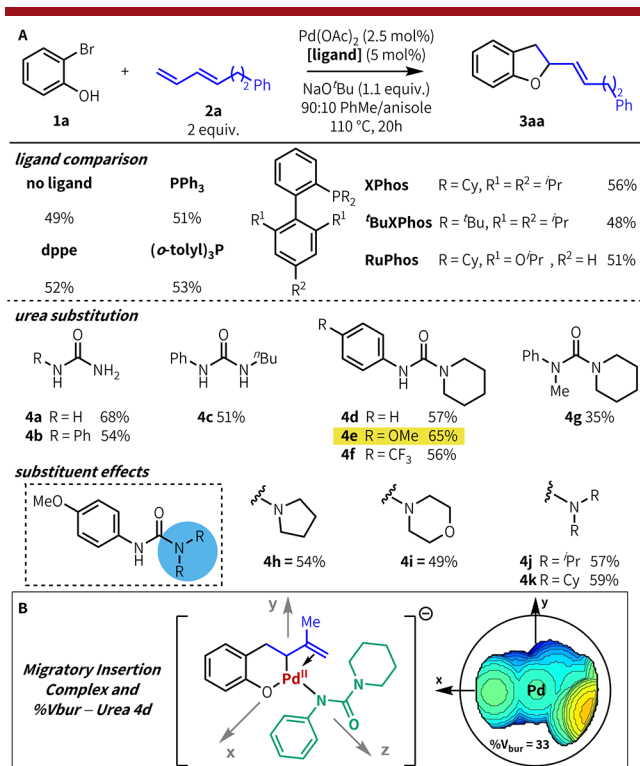 A
Br
OH
1a
+
2
Ph
2a
2 equiv.
Pd(OAc)2 (2.5 mol%)
[ligand] (5 mol%)
NaOtBu (1.1 equiv.)
90:10 PhMe/anisole
110 °C, 20h
O
2
Ph
3aa
ligand comparison
no ligand
PPh3
49%
51%
dppe
(o-tolyl)3P
52%
53%
PR2
R1
R1
R2
XPhos R = Cy, R1 = R2 = iPr 56%
tBuXPhos R = tBu, R1 = R2 = iPr 48%
RuPhos R = Cy, R1 = OiPr , R2 = H 51%
urea substitution
O
R
N
H
NH2
4a R = H 68%
4b R = Ph 54%
O
Ph
N
H
N
H
nBu
4c 51%
R
O
N
H
N
4d R = H 57%
4e R = OMe 65%
4f R = CF3 56%
O
Ph
N
Me
N
4g 35%
substituent effects
MeO
O
N
H
N
R
R
N
4h = 54%
N
O
4i = 49%
N
R
R
4j R = iPr 57%
4k R = Cy 59%
B
Migratory Insertion
Complex and
%Vbur – Urea 4d
y
Me
PdII
O
N
N
O
x
z
⊖
y
x
Pd
%Vbur = 33